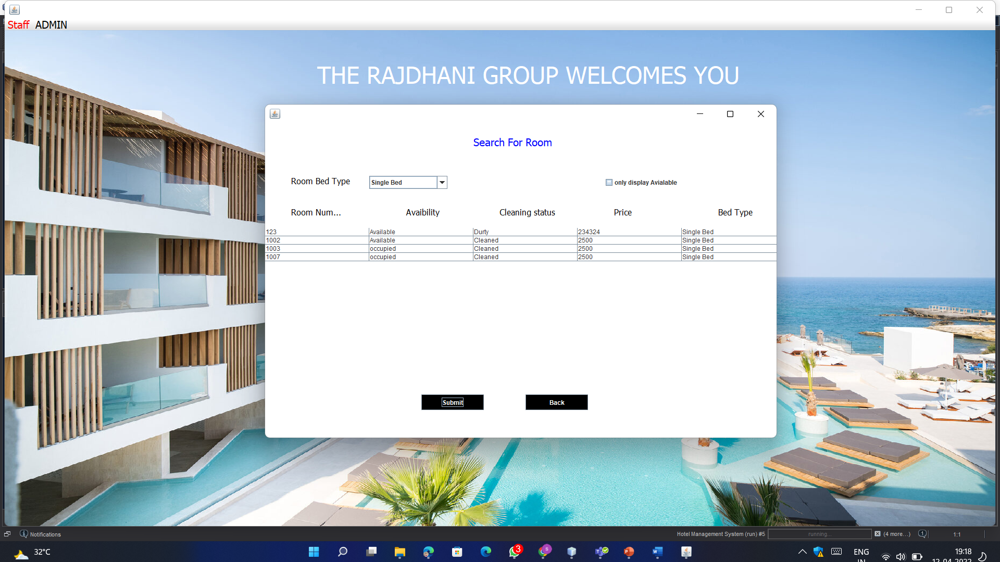 Staff ADMIN
THE RAJDHANI GROUP WELCOMES YOU
Search For Room
Room Bed Type Single Bed only display Avialable
Room Num... Avaibility Cleaning status Price Bed Type
123 Available Durty 234324 Single Bed
1002 Available Cleaned 2500 Single Bed
1003 occupied Cleaned 2500 Single Bed
1007 occupied Cleaned 2500 Single Bed
Submit Back
Notifications Hotel Management System (run) #5 running... (4 more...) 1 1:1
32°C 3 S ENG 19:18
IN 12-04-2022